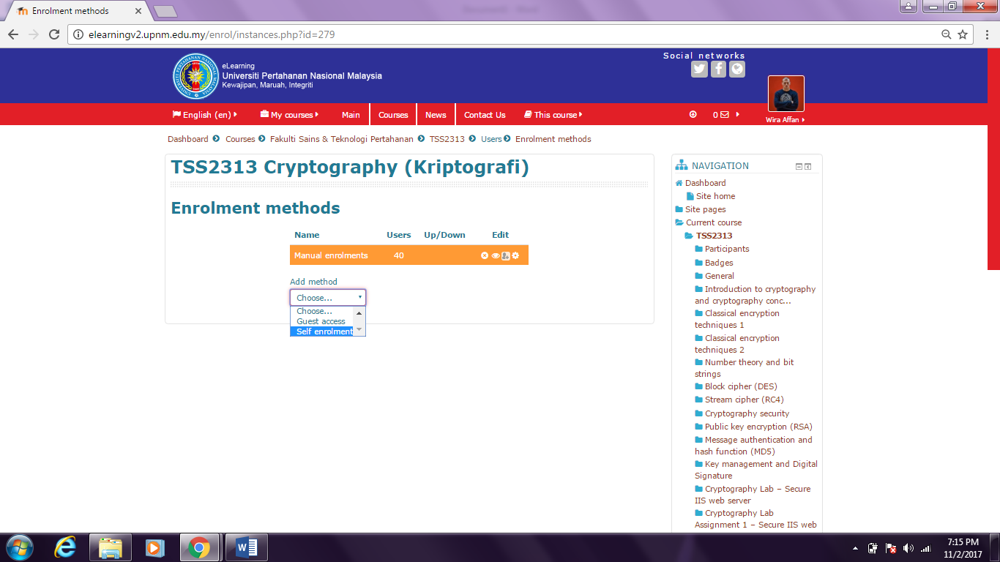 Enrolment methods
elearningv2.upnm.edu.my/enrol/instances.php?id=279
eLearning
Universiti Pertahanan Nasional Malaysia
Kewajipan, Maruah, Integriti
Social networks
English (en)
My courses
Main
Courses
News
Contact Us
This course
0
Wira Affan
Dashboard Courses Fakulti Sains & Teknologi Pertahanan TSS2313 Users Enrolment methods
TSS2313 Cryptography (Kriptografi)
Enrolment methods
Name Users Up/Down Edit
Manual enrolments 40
Add method
Choose...
Choose...
Guest access
Self enrolment
NAVIGATION
Dashboard
Site home
Site pages
Current course
TSS2313
Participants
Badges
General
Introduction to cryptography
and cryptography conc...
Classical encryption
techniques 1
Classical encryption
techniques 2
Number theory and bit
strings
Block cipher (DES)
Stream cipher (RC4)
Cryptography security
Public key encryption (RSA)
Message authentication and
hash function (MD5)
Key management and Digital
Signature
Cryptography Lab – Secure
IIS web server
Cryptography Lab
Assignment 1 – Secure IIS web
7:15 PM
11/2/2017